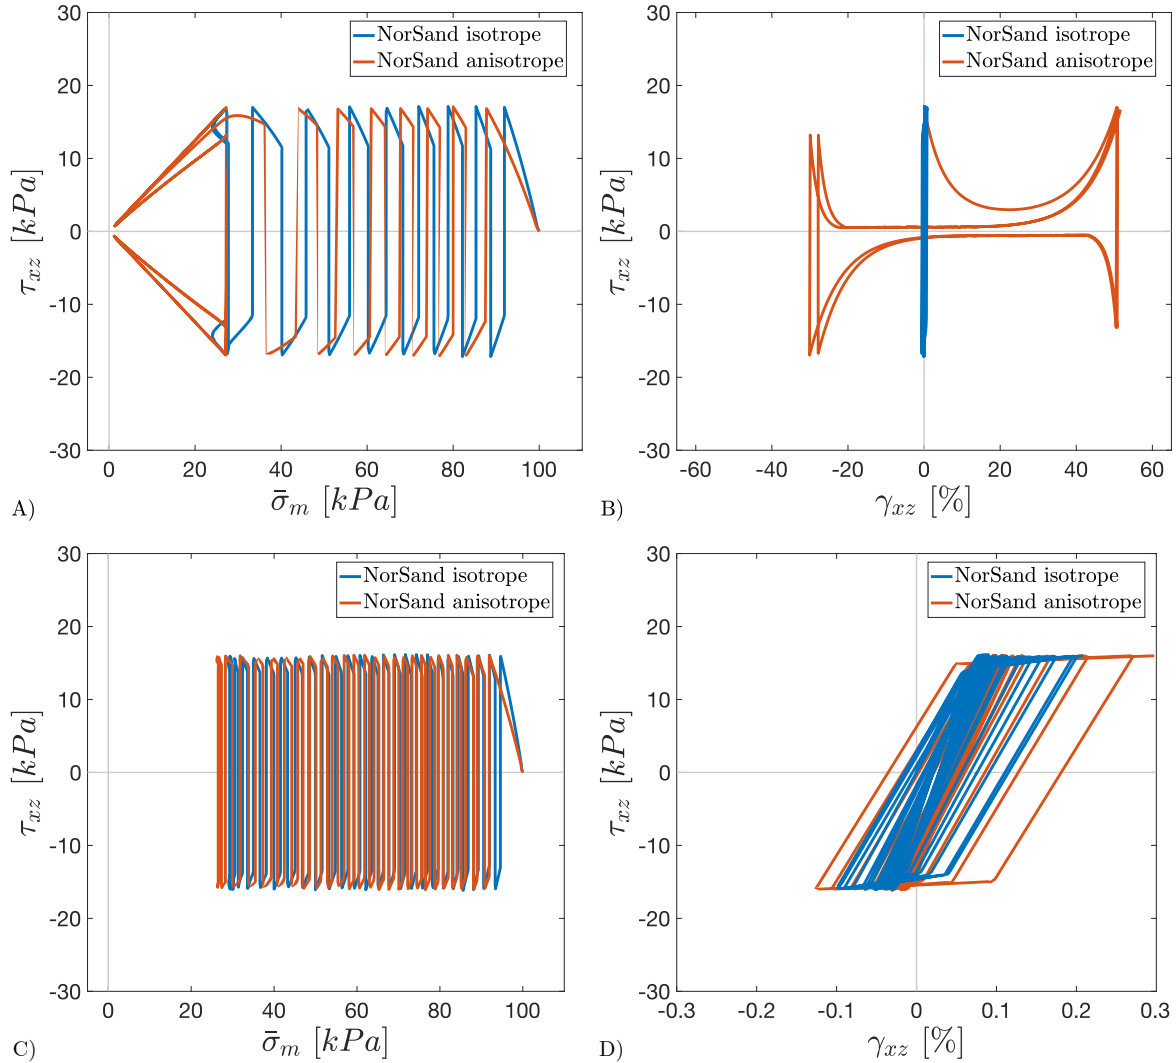 NorSand isotrope
NorSand anisotrope
30
20
10
0
-10
-20
-30
τxz [kPa]
0 20 40 60 80 100
σ̄m [kPa]
A)
NorSand isotrope
NorSand anisotrope
30
20
10
0
-10
-20
-30
τxz [kPa]
-60 -40 -20 0 20 40 60
γxz [%]
B)
NorSand isotrope
NorSand anisotrope
30
20
10
0
-10
-20
-30
τxz [kPa]
0 20 40 60 80 100
σ̄m [kPa]
C)
NorSand isotrope
NorSand anisotrope
30
20
10
0
-10
-20
-30
τxz [kPa]
-0.3 -0.2 -0.1 0 0.1 0.2 0.3
γxz [%]
D)